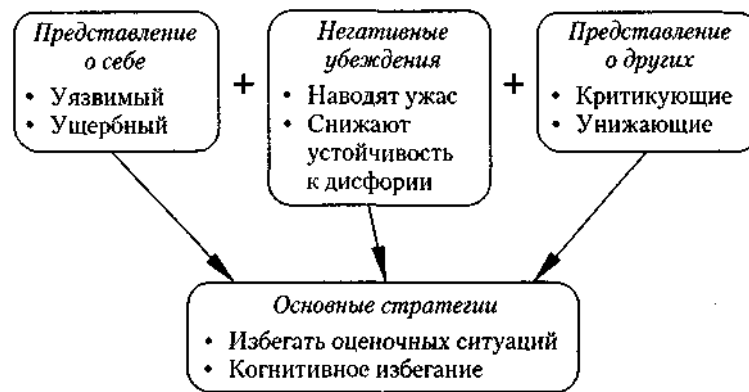 Представление
о себе
• Уязвимый
• Ущербный
+
Негативные
убеждения
• Наводят ужас
• Снижают
устойчивость
к дисфории
+
Представление
о других
• Критикующие
• Унижающие
Основные стратегии
• Избегать оценочных ситуаций
• Когнитивное избегание